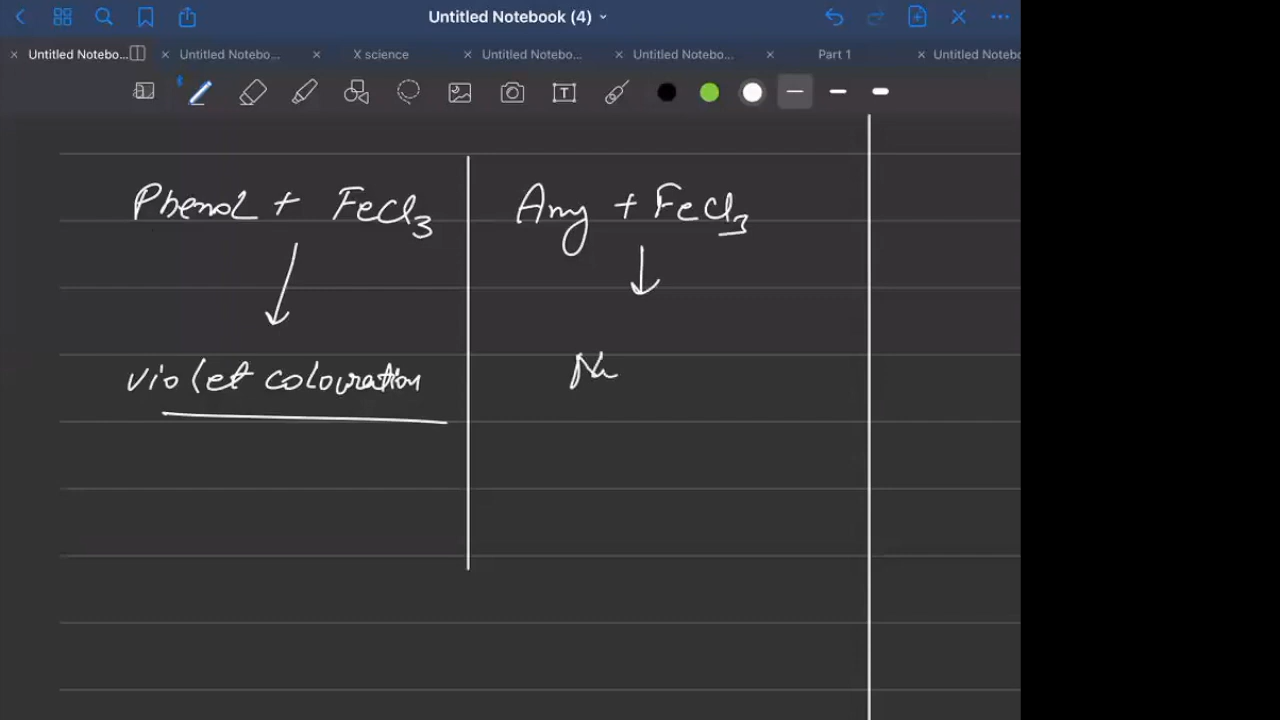 Untitled Notebook (4)
Untitled Notebo... Untitled Notebo... X science Untitled Notebo... Untitled Notebo... Part 1 Untitled Notebo
T
Phenol + FeCl3
Any + FeCl3
violet colouration